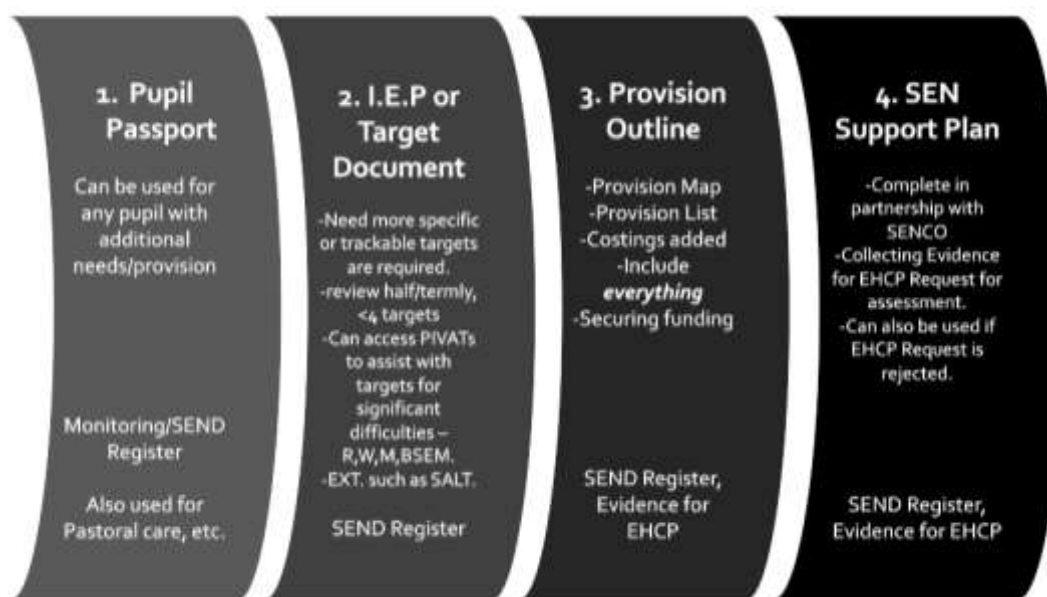 1. Pupil
Passport
Can be used for
any pupil with
additional
needs/provision
Monitoring/SEND
Register
Also used for
Pastoral care, etc.
2. I.E.P or
Target
Document
-Need more specific
or trackable targets
are required.
-review half/termly,
<4 targets
-Can access PIVATs
to assist with
targets for
significant
difficulties –
R,W,M,BSEM.
-EXT. such as SALT.
SEND Register
3. Provision
Outline
-Provision Map
-Provision List
-Costings added
-Include
everything
-Securing funding
SEND Register,
Evidence for
EHCP
4. SEN
Support Plan
-Complete in
partnership with
SENCO
-Collecting Evidence
for EHCP Request for
assessment.
-Can also be used if
EHCP Request is
rejected.
SEND Register,
Evidence for EHCP